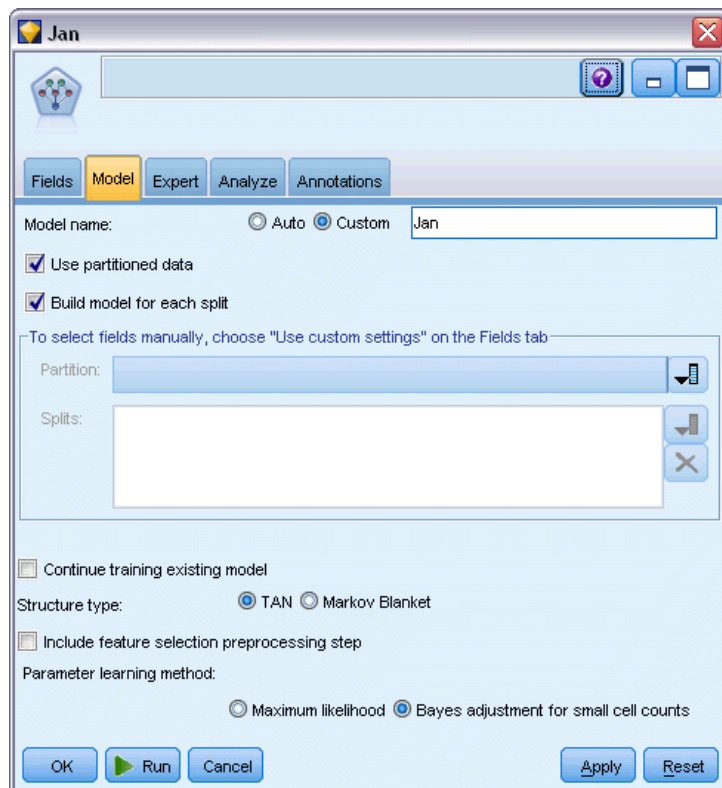 Jan
?
Fields Model Expert Analyze Annotations
Model name: Auto Custom Jan
Use partitioned data
Build model for each split
To select fields manually, choose "Use custom settings" on the Fields tab
Partition:
Splits:
Continue training existing model
Structure type: TAN Markov Blanket
Include feature selection preprocessing step
Parameter learning method:
Maximum likelihood Bayes adjustment for small cell counts
OK Run Cancel Apply Reset